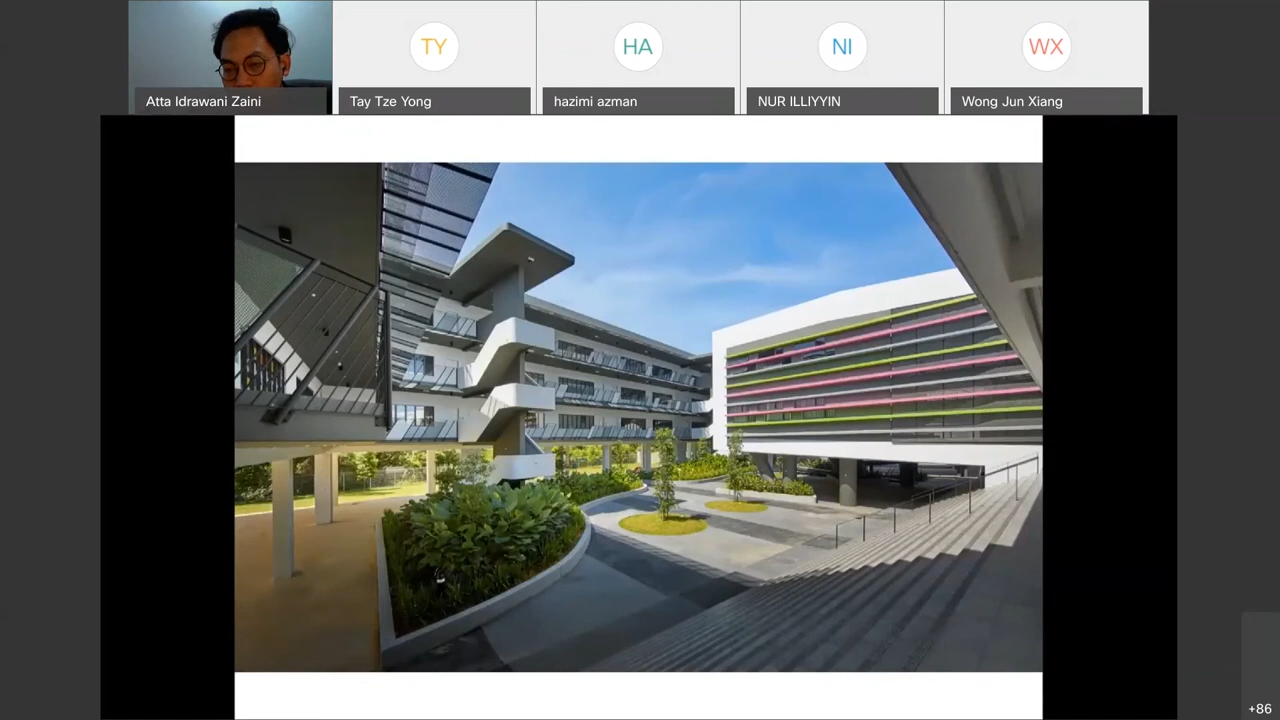 TY
HA
NI
WX
Atta Idrawani Zaini
Tay Tze Yong
hazimi azman
NUR ILLIYYIN
Wong Jun Xiang
+86